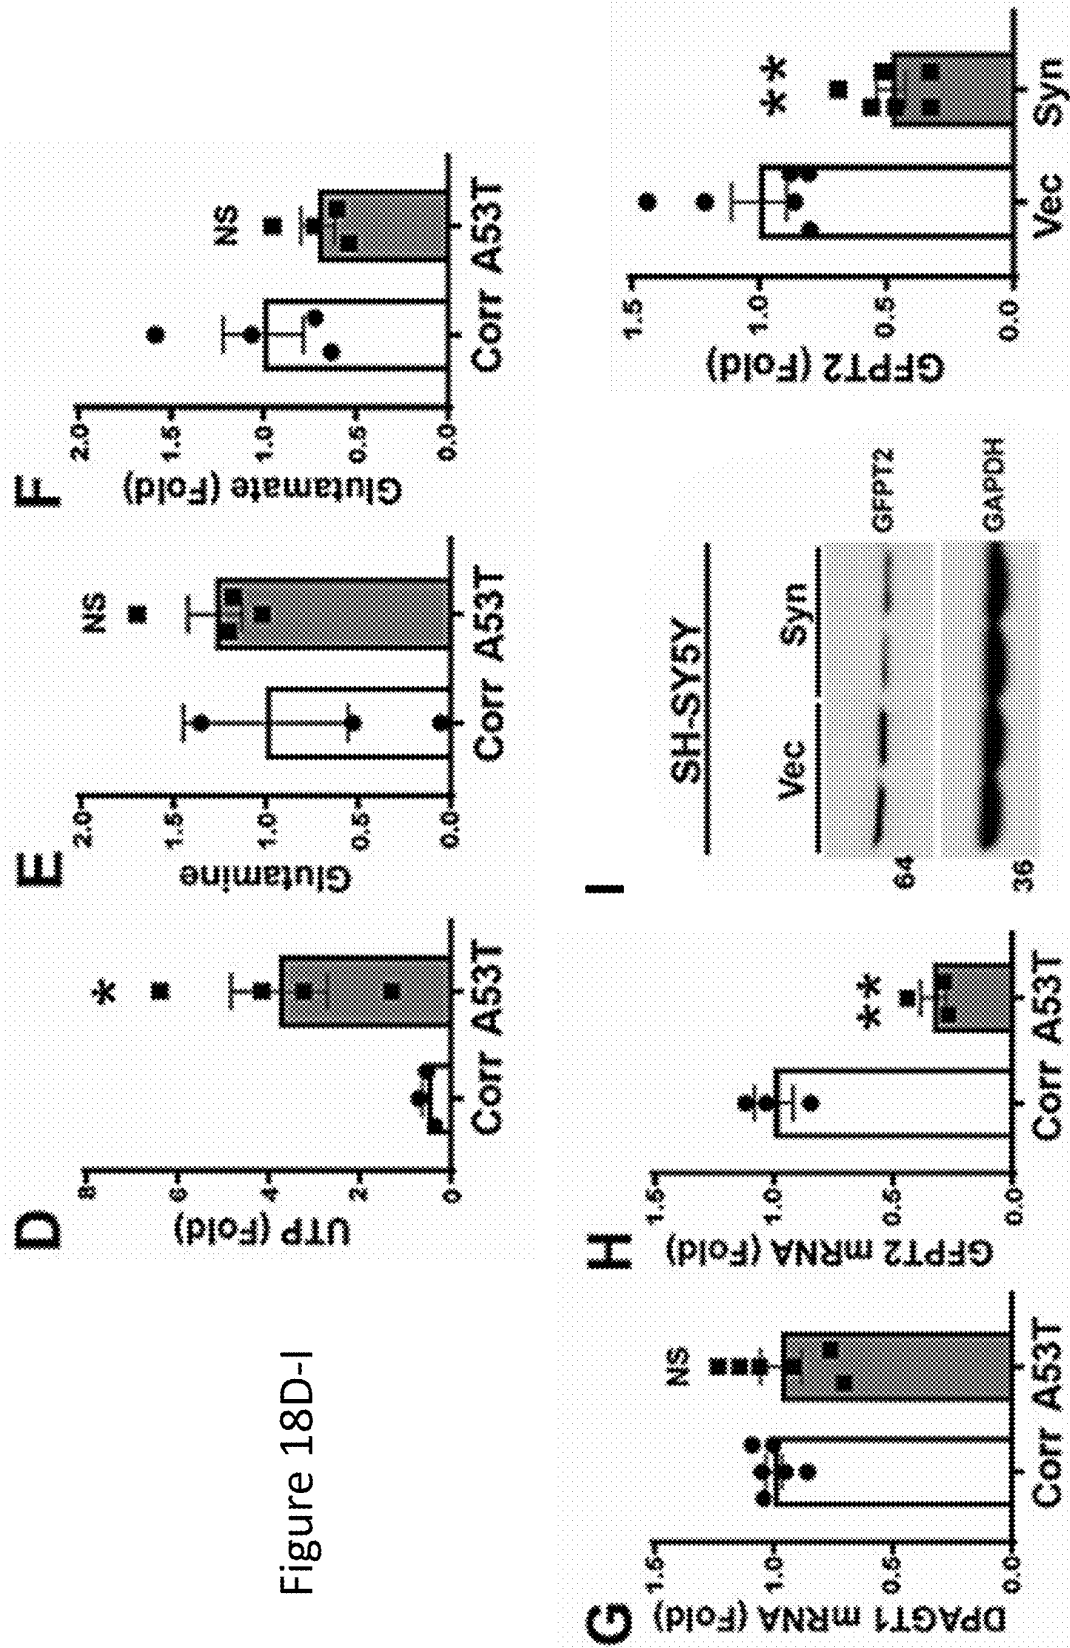 Figure 18D-I
D
UTP (Fold)
8
6
4
2
0
*
Corr A53T
E
Glutamine
2.0
1.5
1.0
0.5
0.0
NS
Corr A53T
F
Glutamate (Fold)
2.0
1.5
1.0
0.5
0.0
NS
Corr A53T
G
DPAGT1 mRNA (Fold)
1.5
1.0
0.5
0.0
NS
Corr A53T
H
GFPT2 mRNA (Fold)
1.5
1.0
0.5
0.0
**
Corr A53T
I
SH-SY5Y
Vec Syn
64 GFPT2
36 GAPDH
GFPT2 (Fold)
1.5
1.0
0.5
0.0
**
Vec Syn